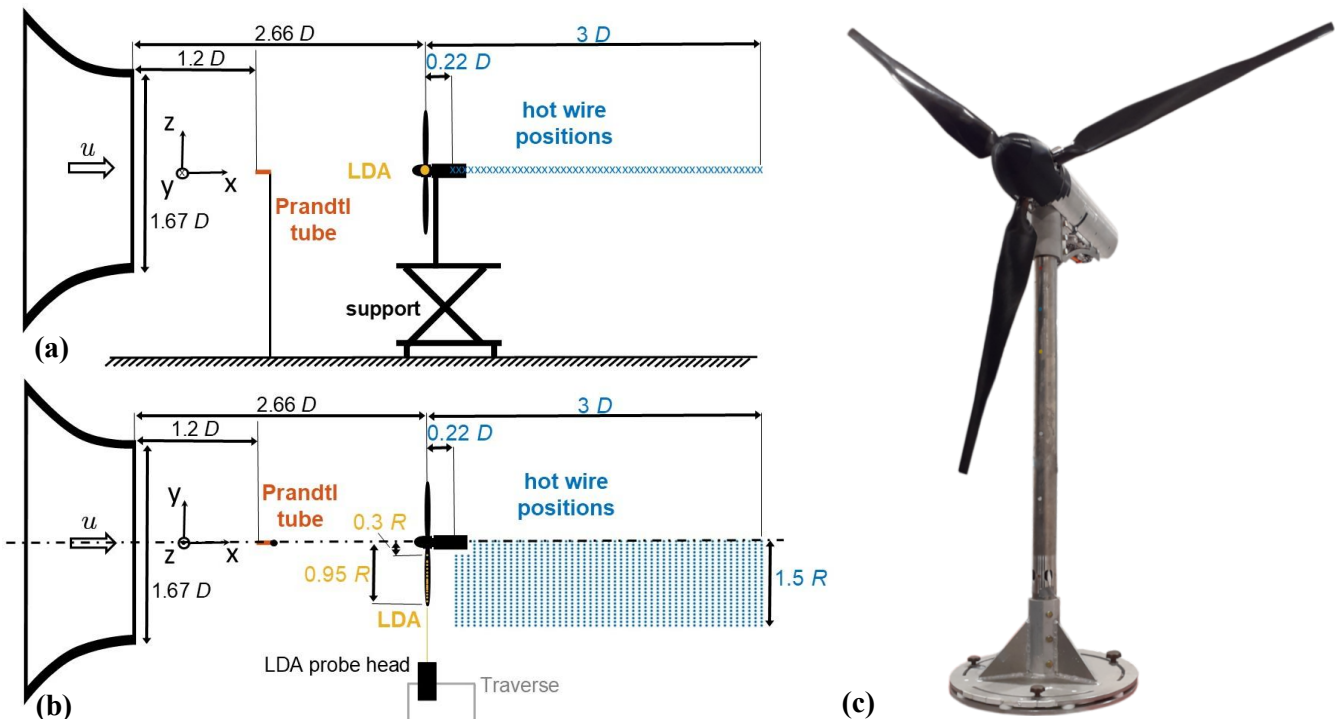 2.66 D
3 D
1.2 D
0.22 D
hot wire
positions
z
u
LDA
y
x
1.67 D
Prandtl
tube
support
(a)
2.66 D
3 D
1.2 D
0.22 D
hot wire
positions
Prandtl
tube
y
u
0.3 R
z
x
0.95 R
1.5 R
1.67 D
LDA
LDA probe head
Traverse
(b)
(c)